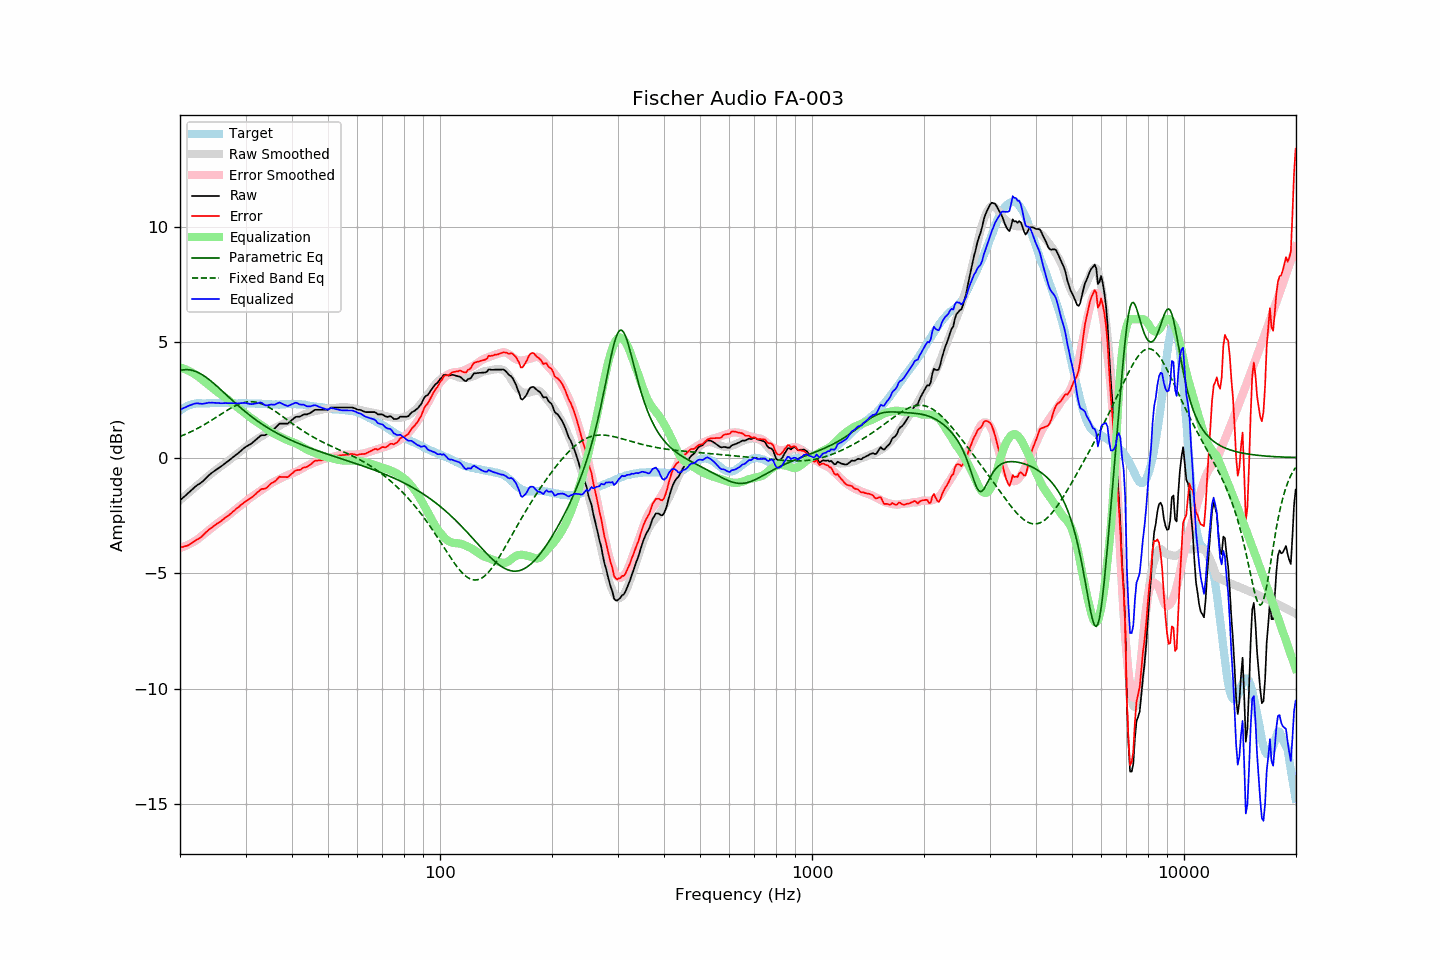 Fischer Audio FA-003
Target
Raw Smoothed
Error Smoothed
Raw
Error
Equalization
Parametric Eq
Fixed Band Eq
Equalized
10
5
0
−5
−10
−15
Amplitude (dBr)
100
1000
10000
Frequency (Hz)